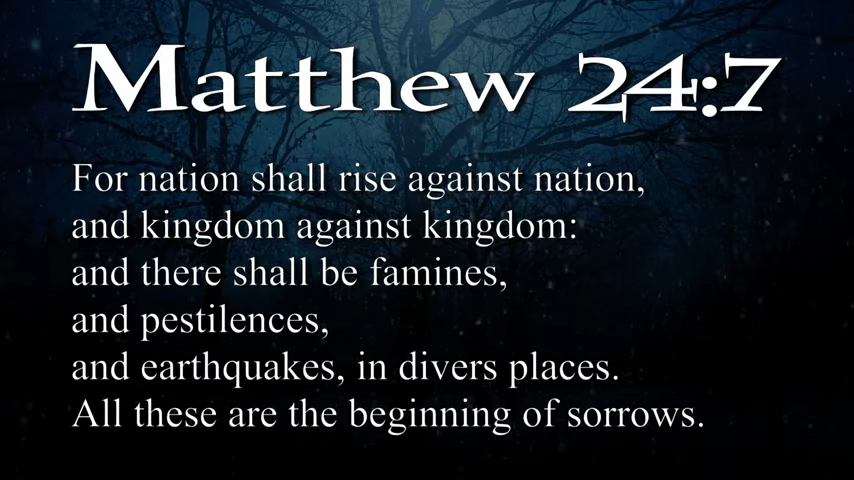 Matthew 24:7
For nation shall rise against nation,
and kingdom against kingdom:
and there shall be famines,
and pestilences,
and earthquakes, in divers places.
All these are the beginning of sorrows.